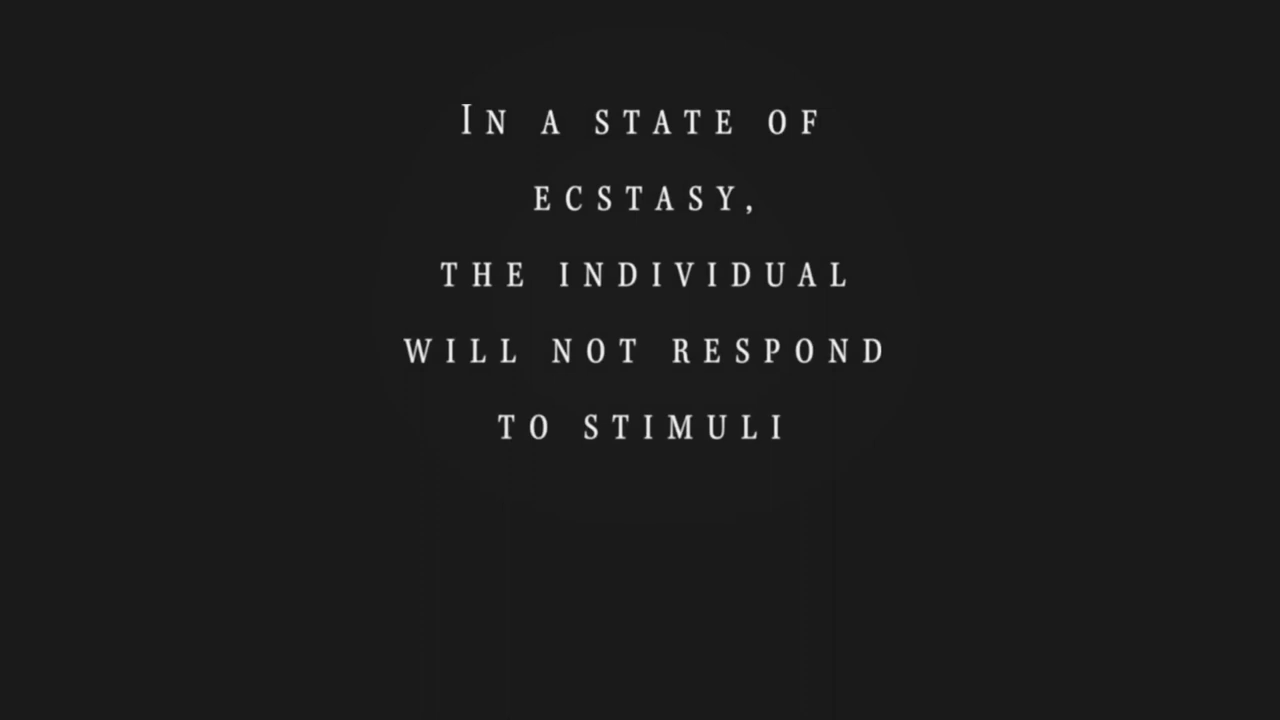 In a state of
ecstasy,
the individual
will not respond
to stimuli